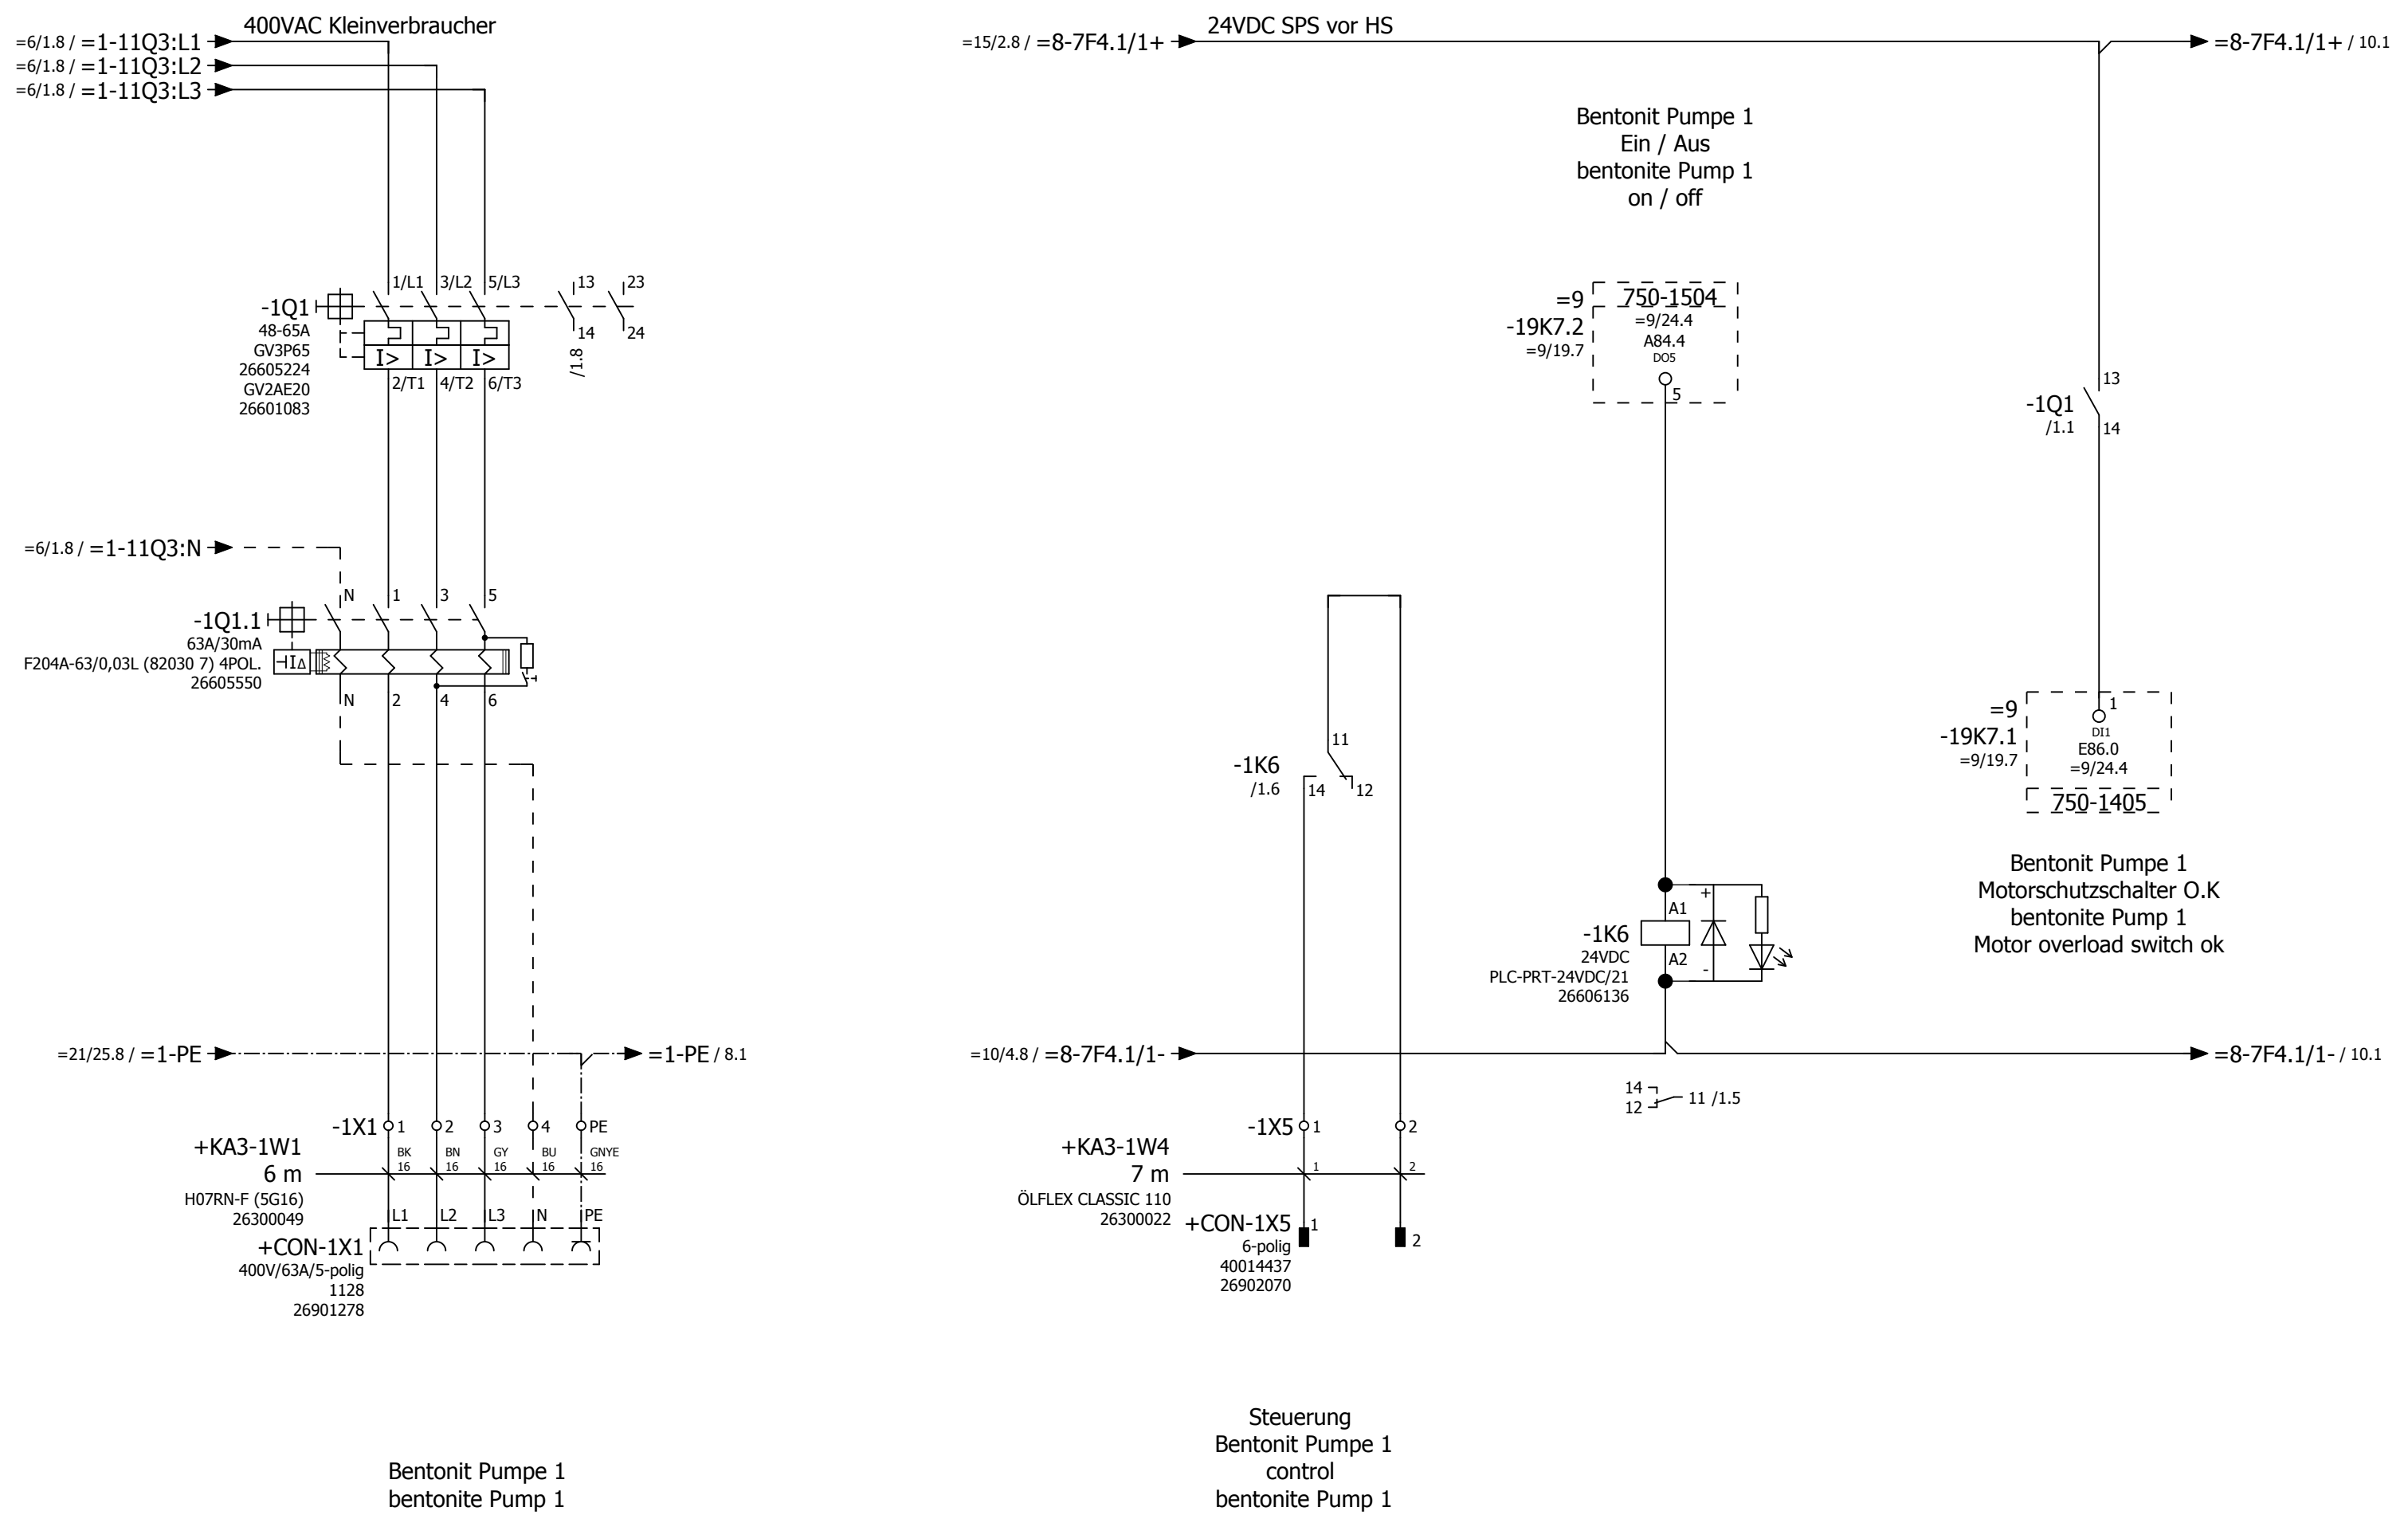 400VAC Kleinverbraucher
=6/1.8 / =1-11Q3:L1
=6/1.8 / =1-11Q3:L2
=6/1.8 / =1-11Q3:L3
24VDC SPS vor HS
=15/2.8 / =8-7F4.1/1+
=8-7F4.1/1+ / 10.1
Bentonit Pumpe 1
Ein / Aus
bentonite Pump 1
on / off
-1Q1
48-65A
GV3P65
26605224
GV2AE20
26601083
1/L1 3/L2 5/L3 13 23
I> I> I>
14 24
/1.8
2/T1 4/T2 6/T3
=9
-19K7.2
=9/19.7
750-1504
=9/24.4
A84.4
DO5
5
-1Q1
/1.1
13
14
=6/1.8 / =1-11Q3:N
N 1 3 5
-1Q1.1
63A/30mA
F204A-63/0,03L (82030 7) 4POL.
26605550
I∆
N 2 4 6
-1K6
/1.6
11
14 12
=9
-19K7.1
=9/19.7
1
DI1
E86.0
=9/24.4
750-1405
Bentonit Pumpe 1
Motorschutzschalter O.K
bentonite Pump 1
Motor overload switch ok
-1K6
24VDC
PLC-PRT-24VDC/21
26606136
A1
A2
+
-
=21/25.8 / =1-PE
=1-PE / 8.1
=10/4.8 / =8-7F4.1/1-
=8-7F4.1/1- / 10.1
14
12
11 /1.5
-1X1 1 2 3 4 PE
+KA3-1W1
6 m
H07RN-F (5G16)
26300049
BK BN GY BU GNYE
16 16 16 16 16
L1 L2 L3 N PE
+CON-1X1
400V/63A/5-polig
1128
26901278
-1X5 1 2
+KA3-1W4
7 m
ÖLFLEX CLASSIC 110
26300022
1 2
+CON-1X5
6-polig
40014437
26902070
1
2
Bentonit Pumpe 1
bentonite Pump 1
Steuerung
Bentonit Pumpe 1
control
bentonite Pump 1